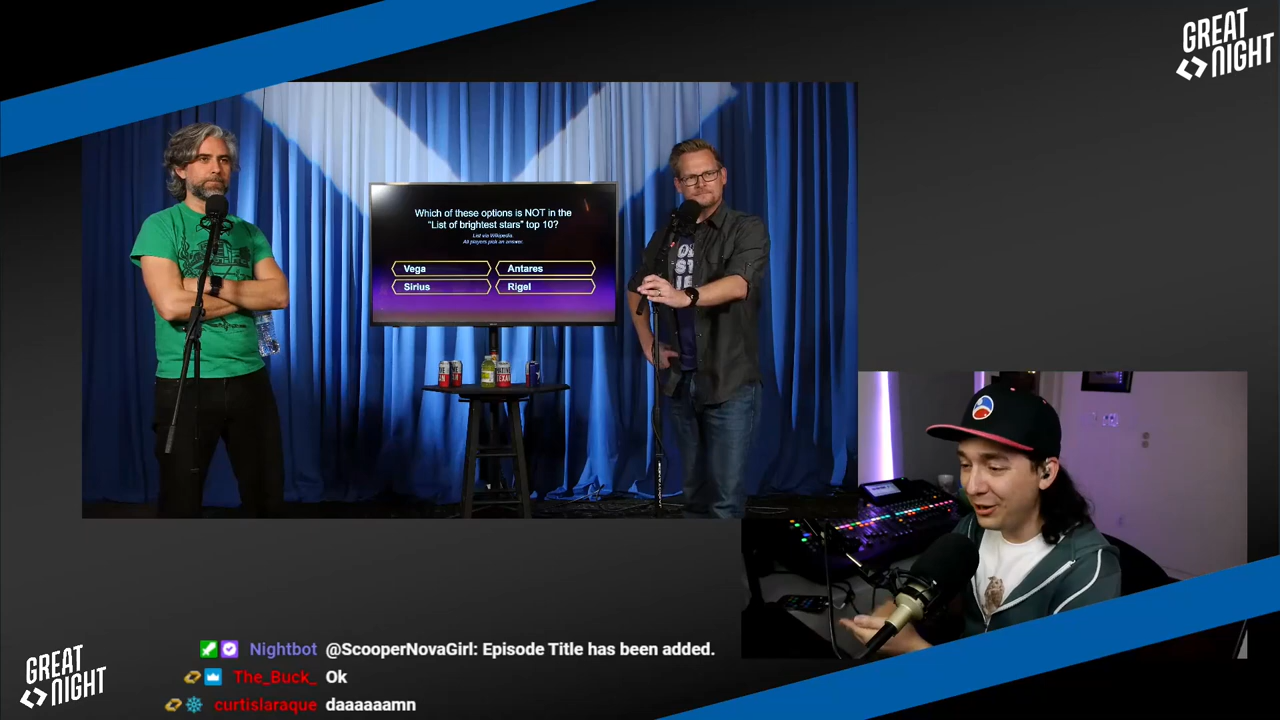 GREAT
NIGHT
Which of these options is NOT in the
"List of brightest stars" top 10?
List via Wikipedia.
All players pick an answer.
Vega
Antares
Sirius
Rigel
Nightbot @ScooperNovaGirl: Episode Title has been added.
The_Buck_ Ok
curtislaraque daaaaaamn
GREAT
NIGHT